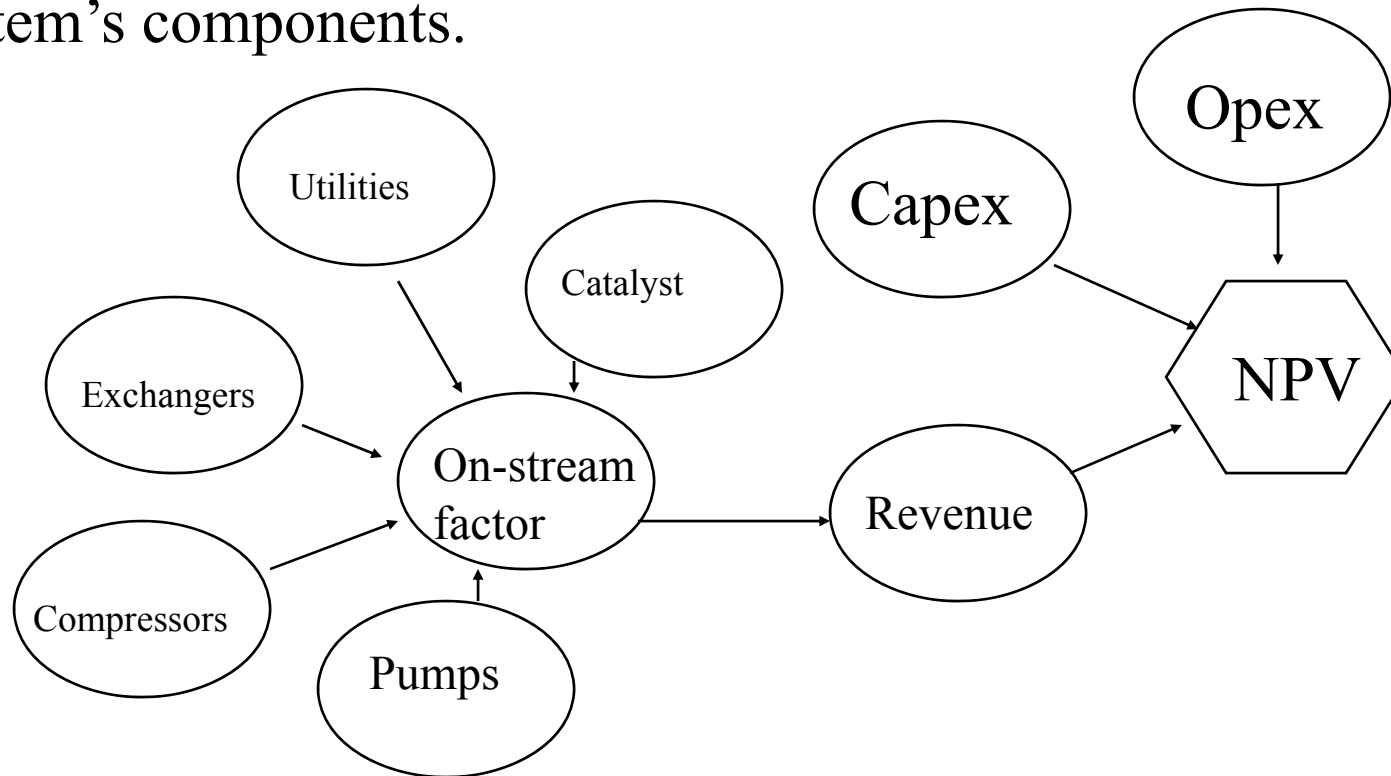 tem’s components.
Opex
Utilities
Capex
Catalyst
NPV
Exchangers
On-stream
factor
Revenue
Compressors
Pumps